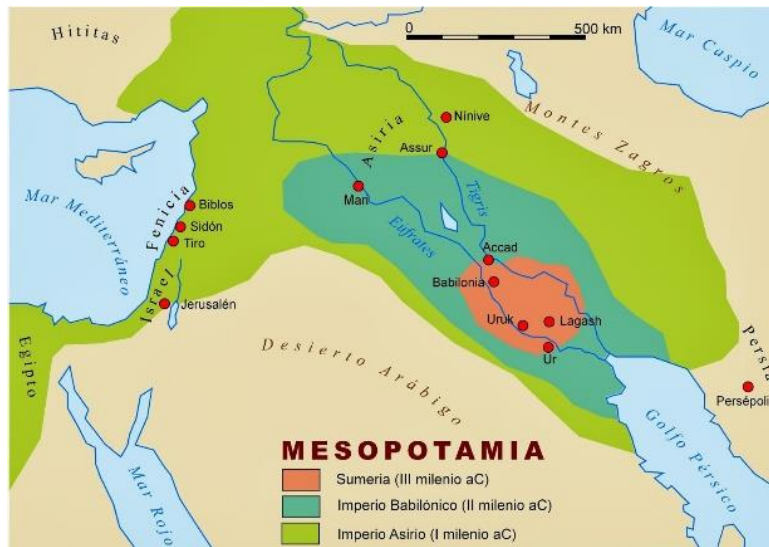 Hititas
0 500 km
Mar Caspio
Nínive
Montes Zagros
Asiria
Assur
Mari
Tigris
Eufrates
Mar Mediterráneo
Fenicia
Biblos
Sidón
Tiro
Israel
Jerusalén
Accad
Babilonia
Uruk
Lagash
Ur
Egipto
Desierto Arábigo
Persia
Persépoli
Golfo Pérsico
Mar Rojo
MESOPOTAMIA
Sumeria (III milenio aC)
Imperio Babilónico (II milenio aC)
Imperio Asirio (I milenio aC)